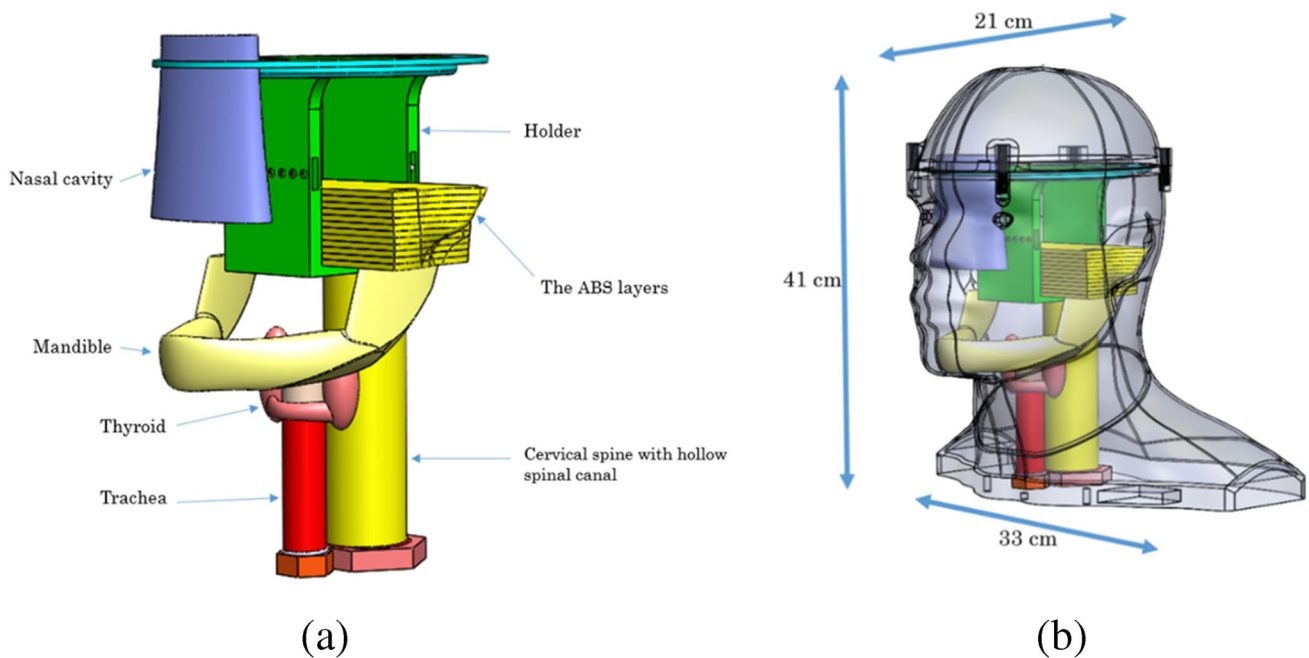 21 cm
Holder
Nasal cavity
41 cm
The ABS layers
Mandible
Thyroid
Cervical spine with hollow
spinal canal
Trachea
33 cm
(a)
(b)